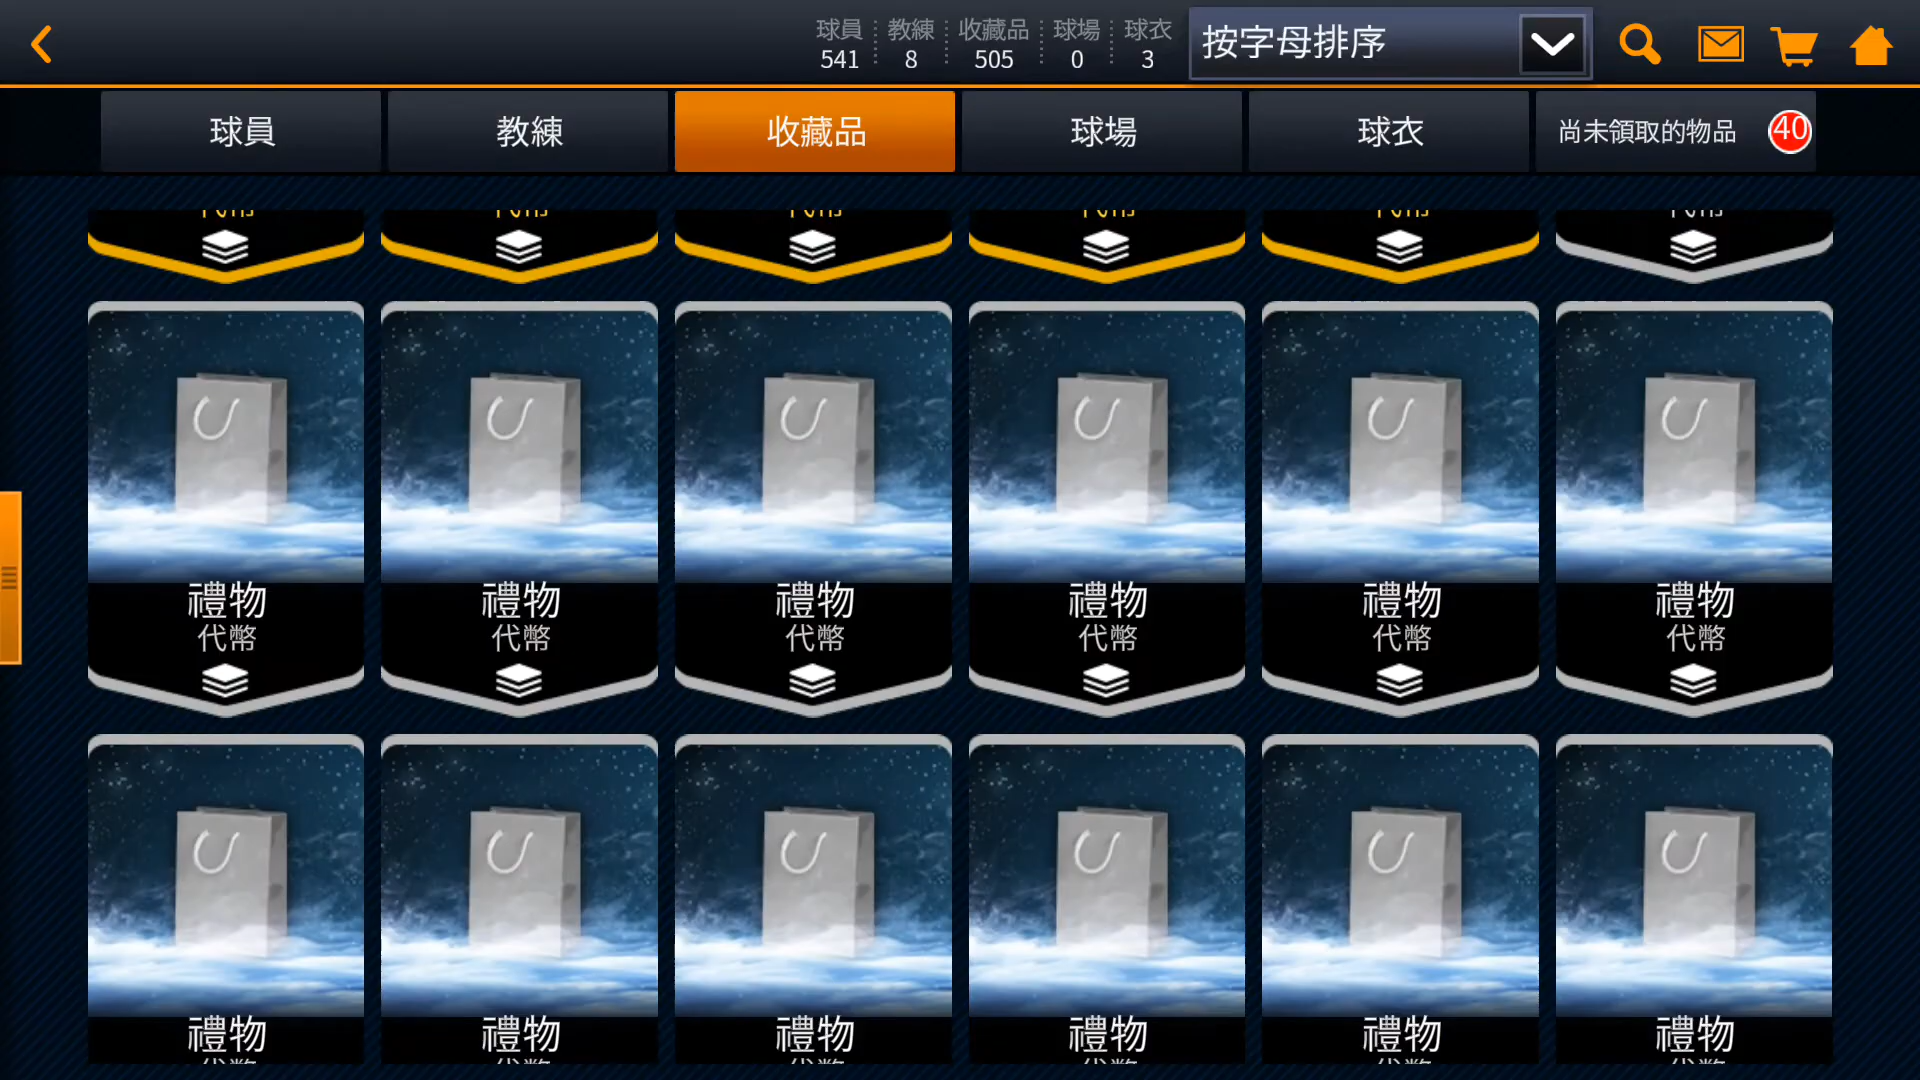 球員 教練 收藏品 球場 球衣
541 8 505 0 3
按字母排序
球員 教練 收藏品 球場 球衣 尚未領取的物品 40
禮物 禮物 禮物 禮物 禮物 禮物
代幣 代幣 代幣 代幣 代幣 代幣
禮物 禮物 禮物 禮物 禮物 禮物